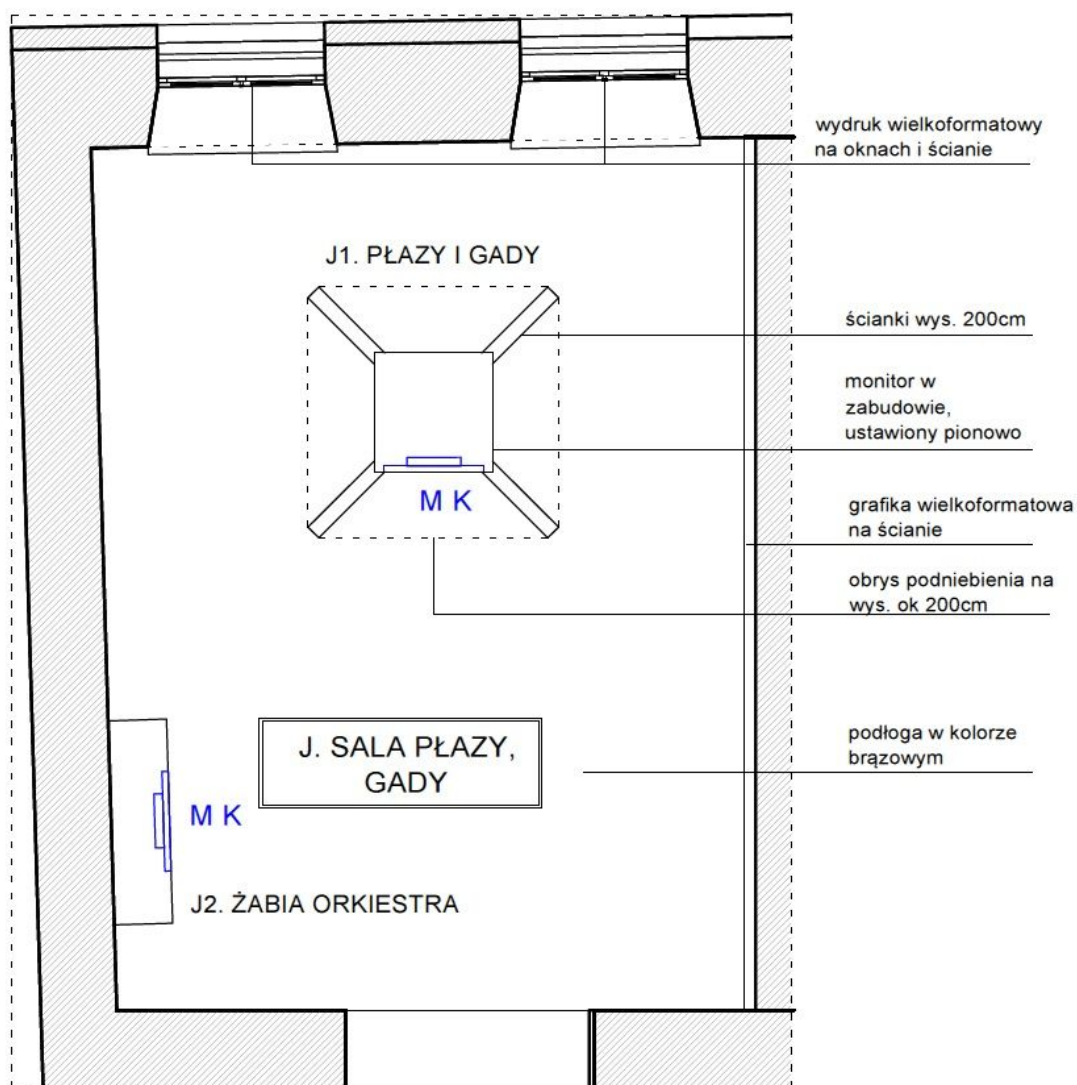 wydruk wielkoformatowy
na oknach i ścianie
J1. PŁAZY I GADY
ścianki wys. 200cm
monitor w
zabudowie,
ustawiony pionowo
M K
grafika wielkoformatowa
na ścianie
obrys podniebienia na
wys. ok 200cm
J. SALA PŁAZY,
GADY
podłoga w kolorze
brązowym
M K
J2. ŻABIA ORKIESTRA